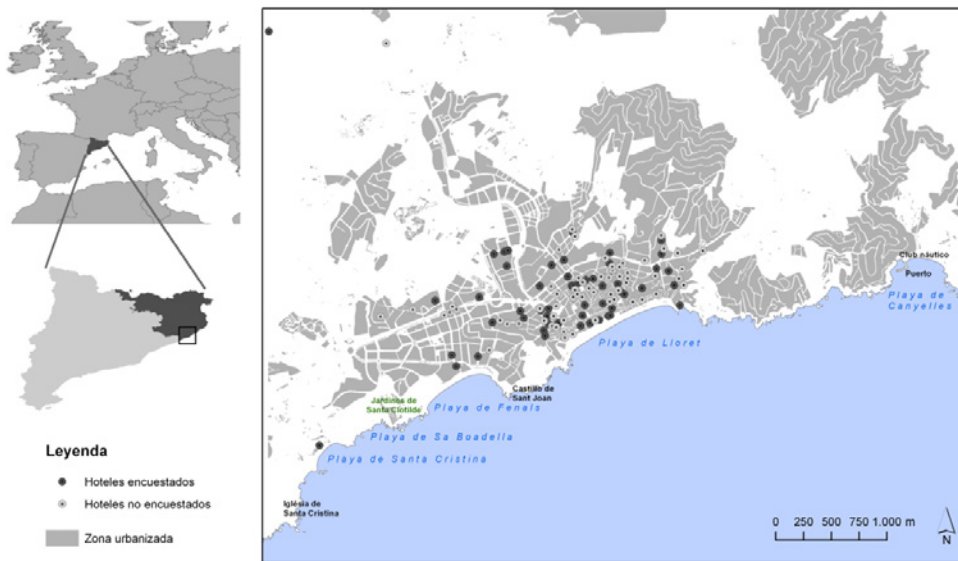 Club náutico
Puerto
Playa de
Canyelles
Playa de Lloret
Castillo de
Sant Joan
Jardines de
Santa Clotilde
Playa de Fenals
Playa de Sa Boadella
Playa de Santa Cristina
Iglésia de
Santa Cristina
Leyenda
Hoteles encuestados
Hoteles no encuestados
Zona urbanizada
0 250 500 750 1.000 m
N